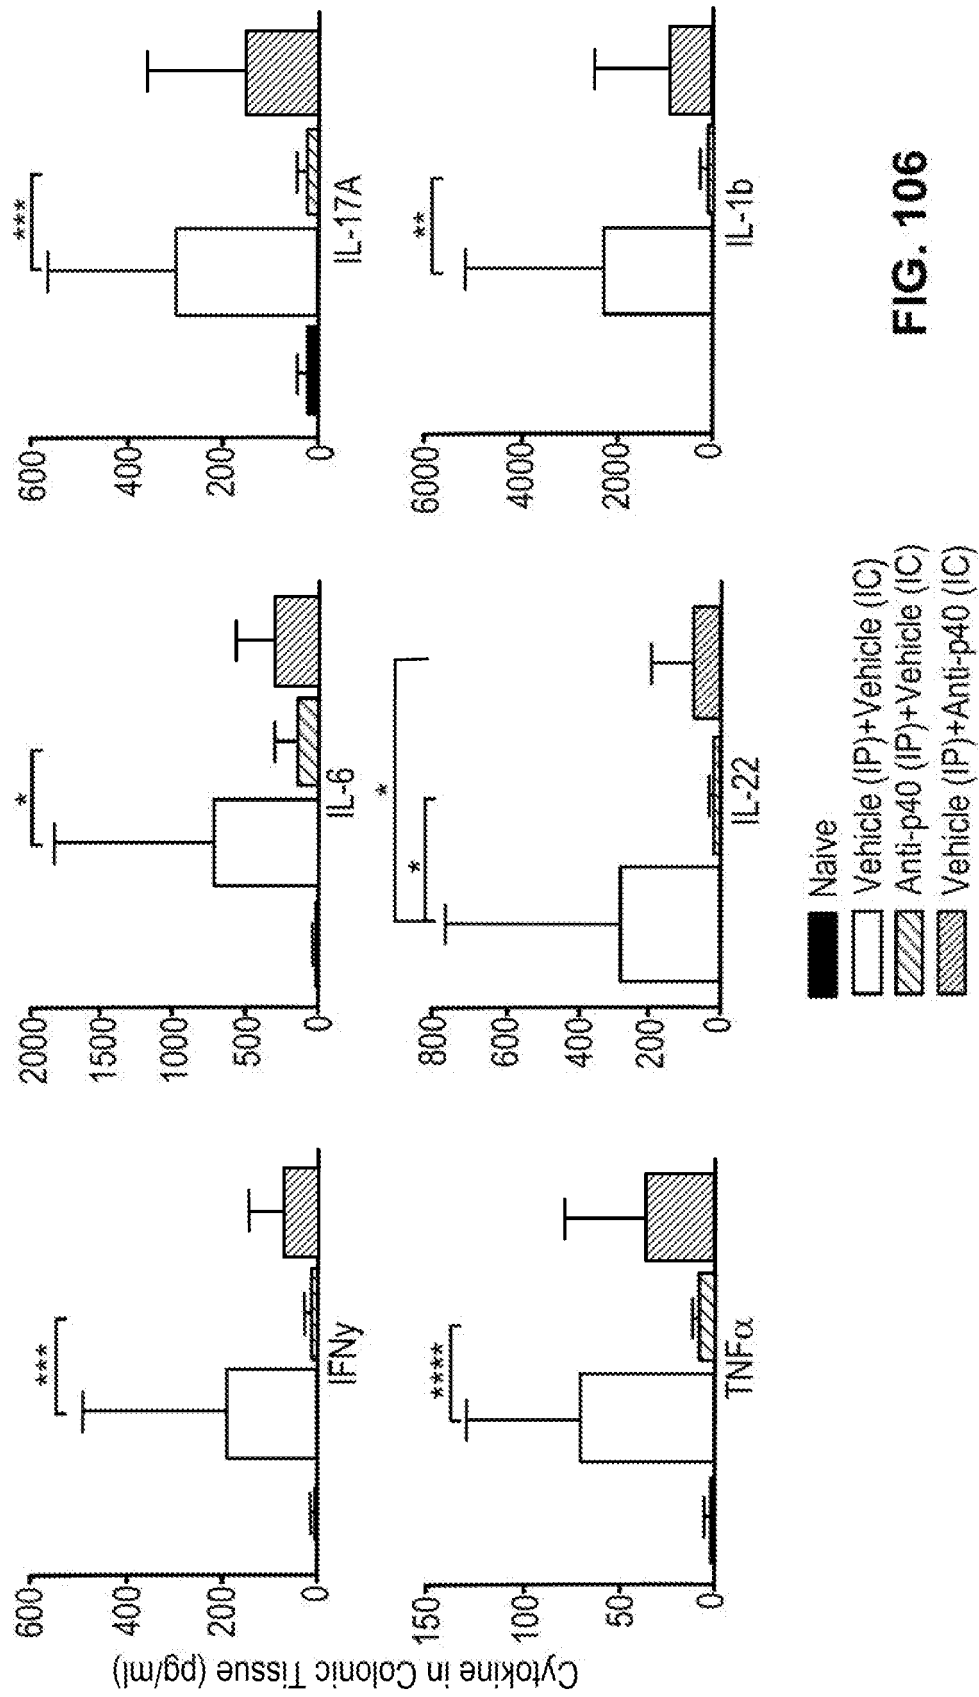 Cytokine in Colonic Tissue (pg/ml)
600
400
200
0
***
IFNy
2000
1500
1000
500
0
*
IL-6
600
400
200
0
***
IL-17A
150
100
50
0
****
TNFα
800
600
400
200
0
*
*
IL-22
6000
4000
2000
0
**
IL-1b
Naive
Vehicle (IP)+Vehicle (IC)
Anti-p40 (IP)+Vehicle (IC)
Vehicle (IP)+Anti-p40 (IC)
FIG. 106